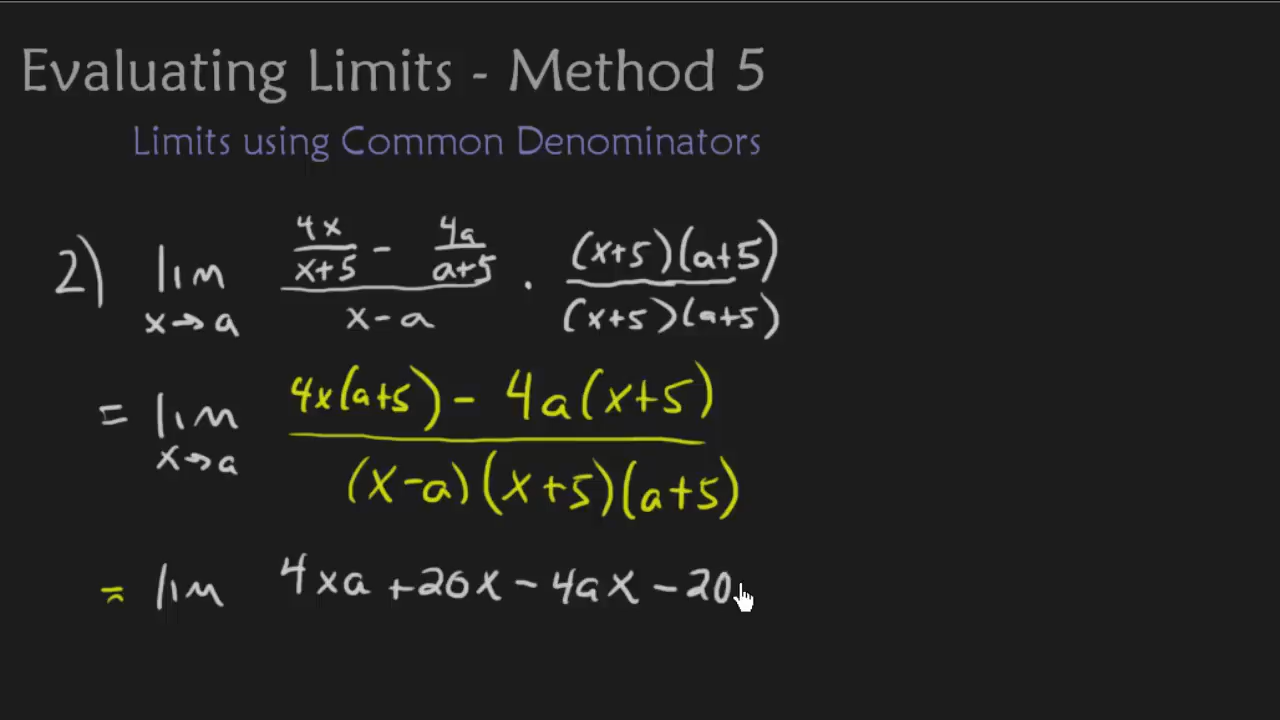 Evaluating Limits - Method 5
Limits using Common Denominators
2) lim x→a (4x/(x+5) - 4a/(a+5))/(x-a) · (x+5)(a+5)/(x+5)(a+5)
= lim x→a (4x(a+5) - 4a(x+5))/((x-a)(x+5)(a+5))
= lim 4xa + 20x - 4ax - 20